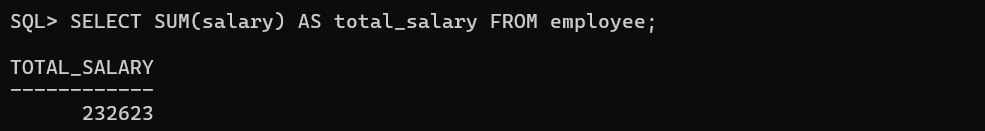 SQL> SELECT SUM(salary) AS total_salary FROM employee;
TOTAL_SALARY
------------
232623